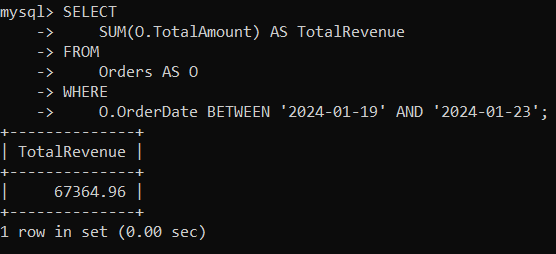 mysql> SELECT
    ->     SUM(O.TotalAmount) AS TotalRevenue
    -> FROM
    ->     Orders AS O
    -> WHERE
    ->     O.OrderDate BETWEEN '2024-01-19' AND '2024-01-23';
+--------------+
| TotalRevenue |
+--------------+
|     67364.96 |
+--------------+
1 row in set (0.00 sec)